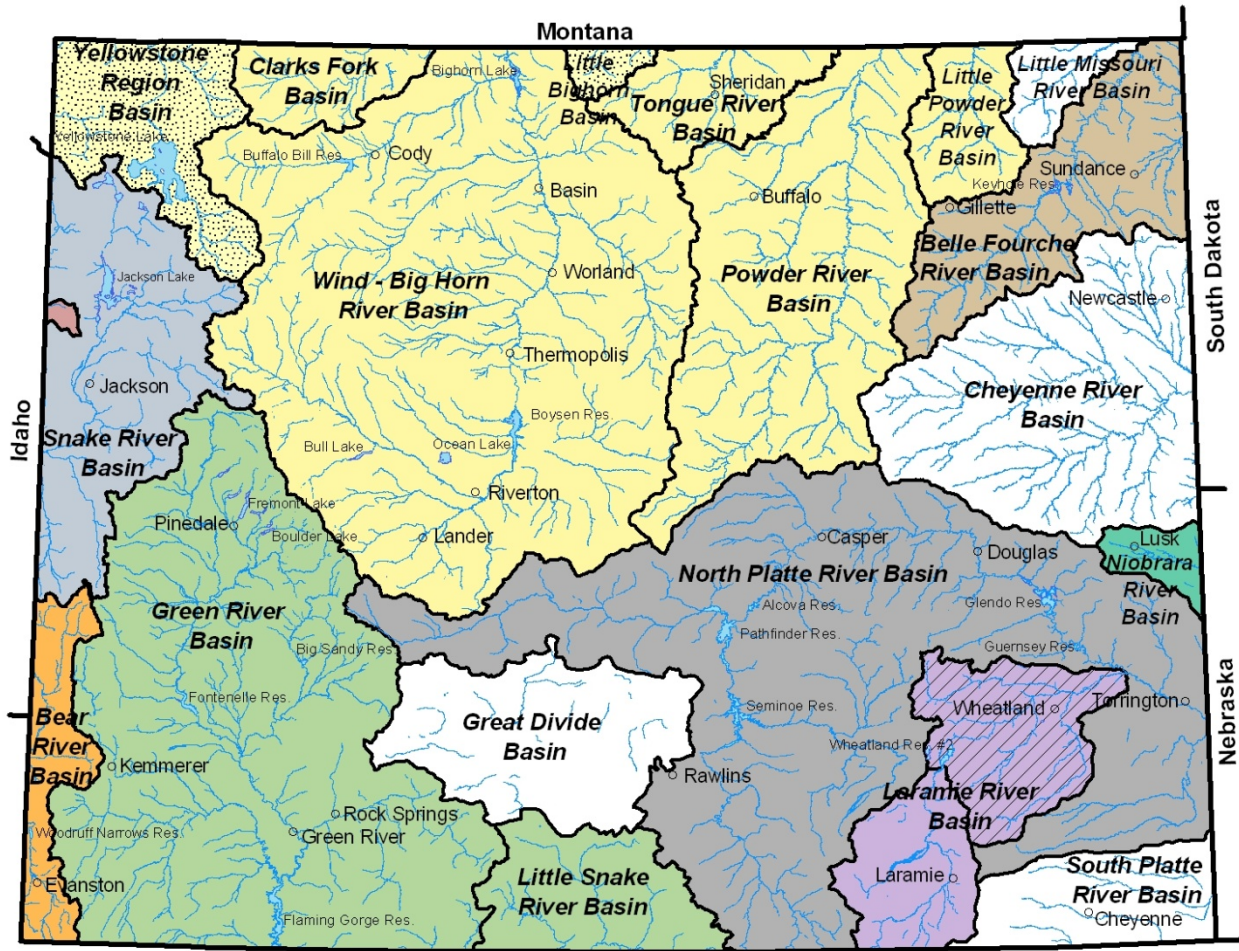 Montana
Yellowstone
Region
Basin
Clarks Fork
Basin
Bighorn Lake
Little
Bighorn
Basin
Sheridan
Tongue River
Basin
Little
Powder
River
Basin
Little Missouri
River Basin
Yellowstone Lake
Buffalo Bill Res.
Cody
Basin
Buffalo
Keyhole Res.
Sundance
Gillette
Belle Fourche
River Basin
South Dakota
Jackson Lake
Wind - Big Horn
River Basin
Worland
Powder River
Basin
Newcastle
Thermopolis
Jackson
Cheyenne River
Basin
Idaho
Snake River
Basin
Boysen Res.
Bull Lake
Ocean Lake
Riverton
Fremont Lake
Pinedale
Boulder Lake
Lander
Casper
Douglas
Lusk
Niobrara
River
Basin
North Platte River Basin
Green River
Basin
Alcova Res.
Glendo Res.
Pathfinder Res.
Big Sandy Res.
Guernsey Res.
Fontenelle Res.
Seminoe Res.
Wheatland
Torrington
Bear
River
Basin
Great Divide
Basin
Wheatland Res. #2
Nebraska
Kemmerer
Rawlins
Laramie River
Basin
Rock Springs
Green River
Woodruff Narrows Res.
Evanston
Little Snake
River Basin
Laramie
South Platte
River Basin
Cheyenne
Flaming Gorge Res.